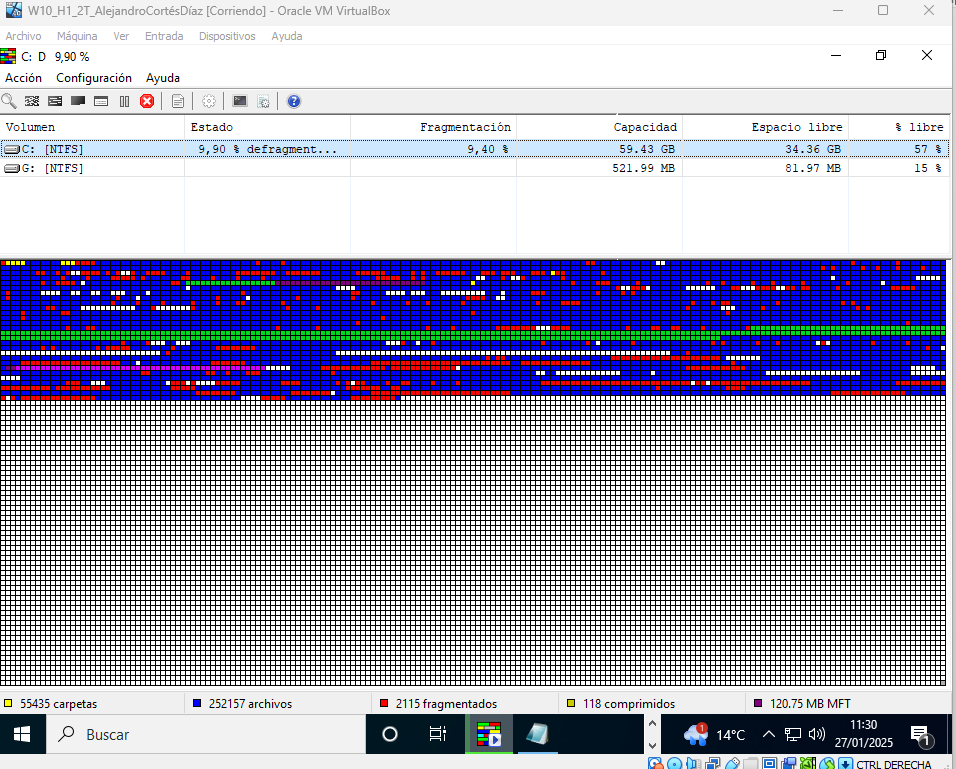 W10_H1_2T_AlejandroCortésDíaz [Corriendo] - Oracle VM VirtualBox
Archivo Máquina Ver Entrada Dispositivos Ayuda
C: D 9,90 %
Acción Configuración Ayuda
Volumen Estado Fragmentación Capacidad Espacio libre % libre
C: [NTFS] 9,90 % defragment... 9,40 % 59.43 GB 34.36 GB 57 %
G: [NTFS] 521.99 MB 81.97 MB 15 %
55435 carpetas 252157 archivos 2115 fragmentados 118 comprimidos 120.75 MB MFT
Buscar 1 14°C 11:30
27/01/2025 1
CTRL DERECHA